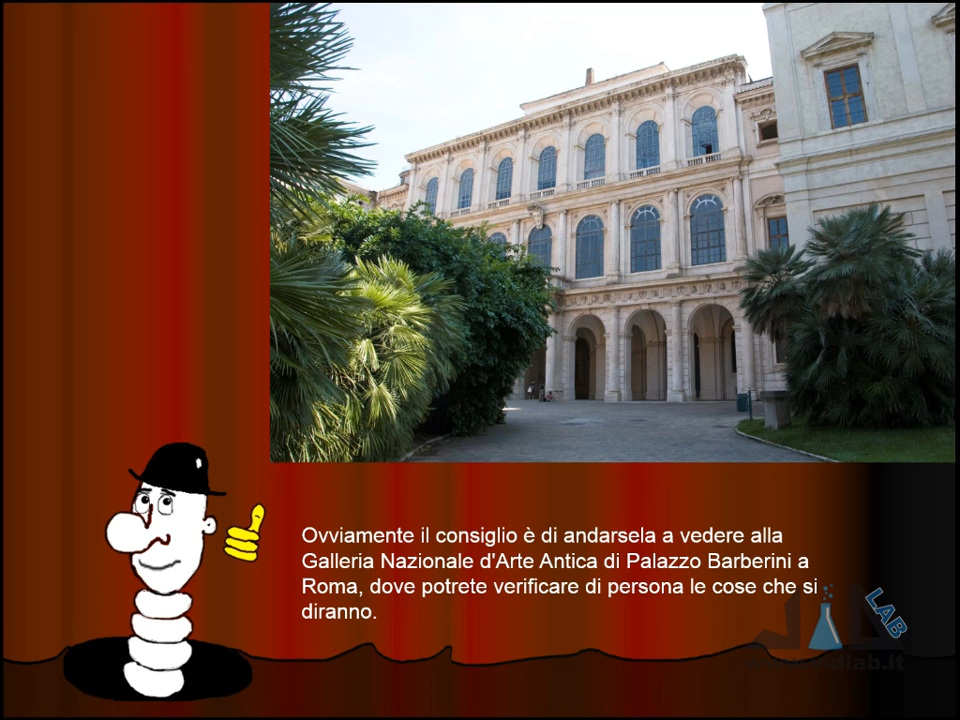 Ovviamente il consiglio è di andarsela a vedere alla
Galleria Nazionale d'Arte Antica di Palazzo Barberini a
Roma, dove potrete verificare di persona le cose che si
diranno.
LAB